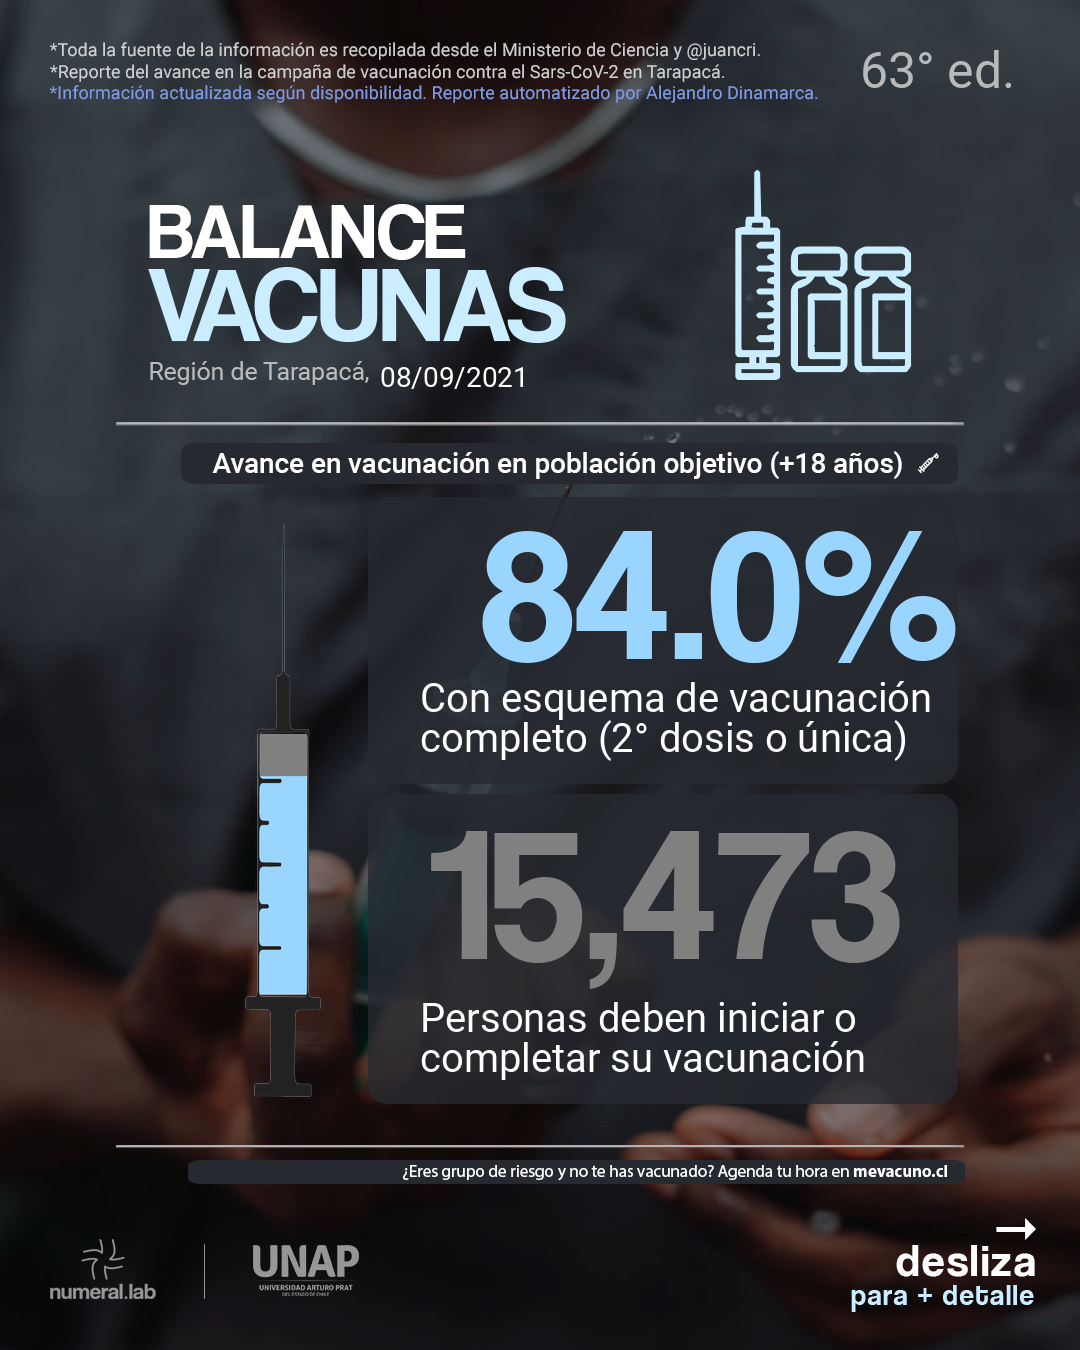 *Toda la fuente de la información es recopilada desde el Ministerio de Ciencia y @juancri.
*Reporte del avance en la campaña de vacunación contra el Sars-CoV-2 en Tarapacá.
*Información actualizada según disponibilidad. Reporte automatizado por Alejandro Dinamarca.
63° ed.
BALANCE
VACUNAS
Región de Tarapacá, 08/09/2021
Avance en vacunación en población objetivo (+18 años)
84.0%
Con esquema de vacunación
completo (2° dosis o única)
15,473
Personas deben iniciar o
completar su vacunación
¿Eres grupo de riesgo y no te has vacunado? Agenda tu hora en mevacuno.cl
numeral.lab
UNAP
UNIVERSIDAD ARTURO PRAT
DEL ESTADO DE CHILE
desliza
para + detalle